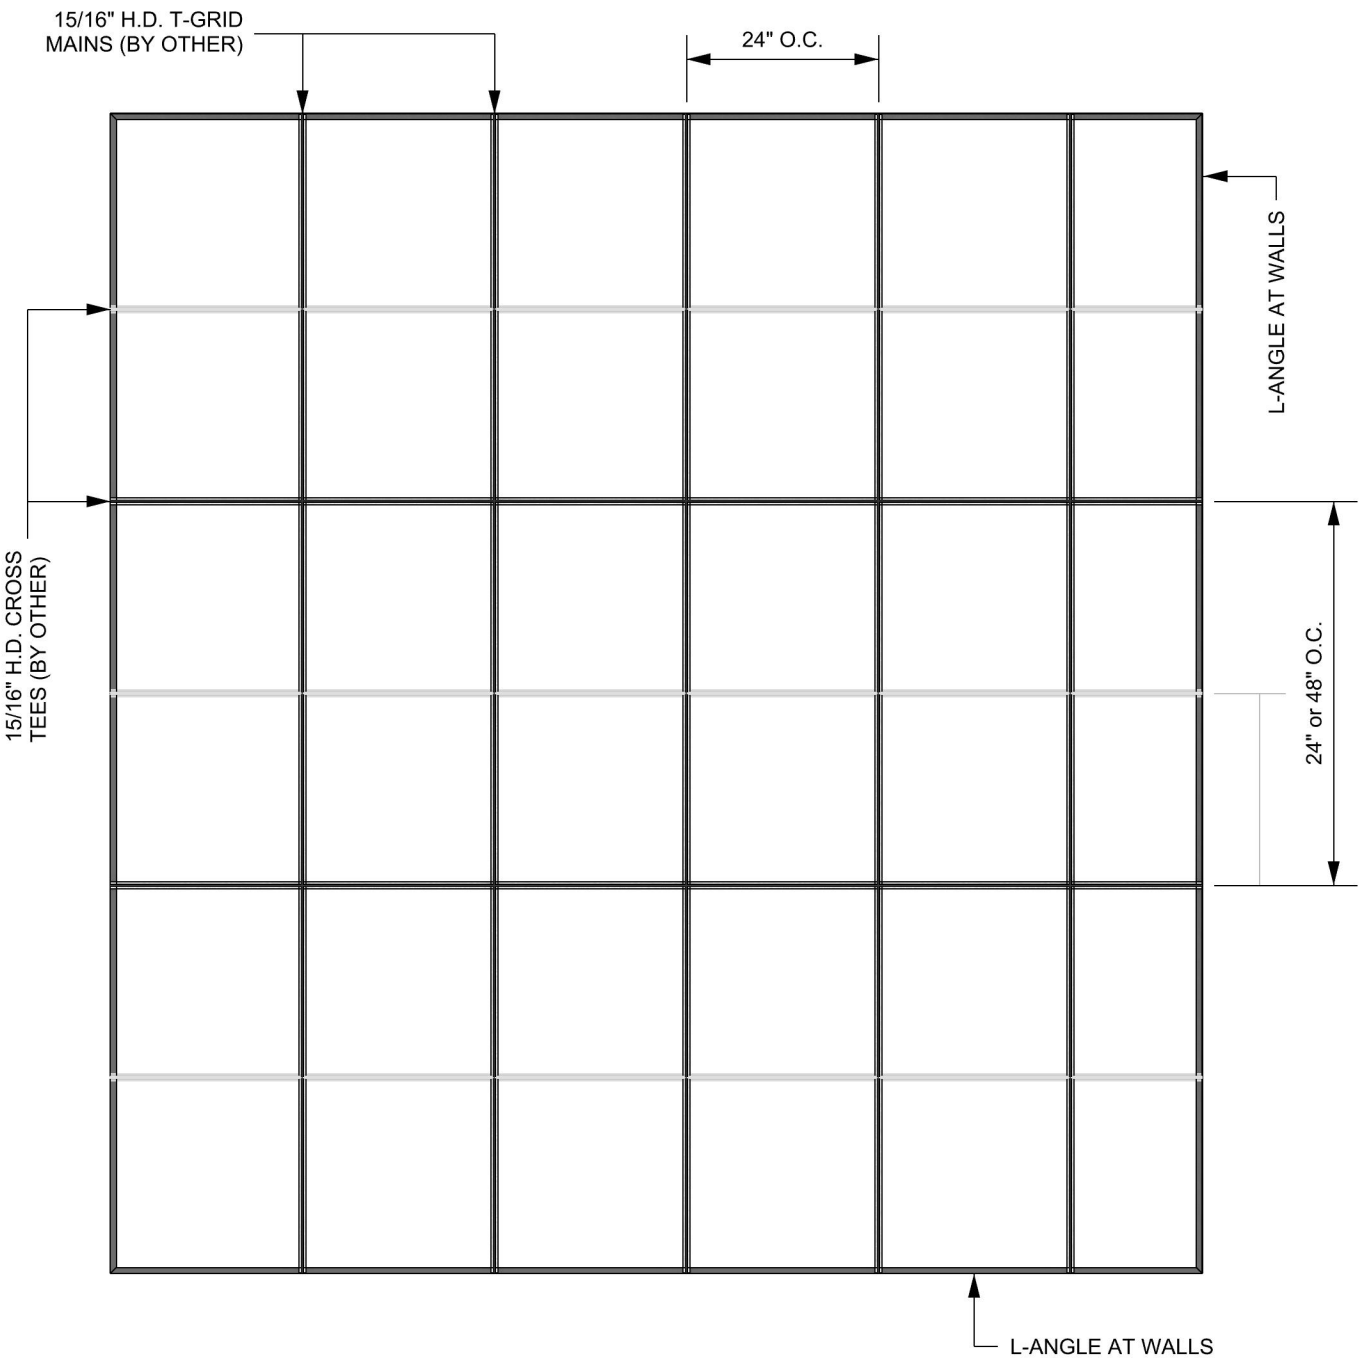 15/16" H.D. T-GRID
MAINS (BY OTHER)
24" O.C.
L-ANGLE AT WALLS
15/16" H.D. CROSS
TEES (BY OTHER)
24" or 48" O.C.
L-ANGLE AT WALLS